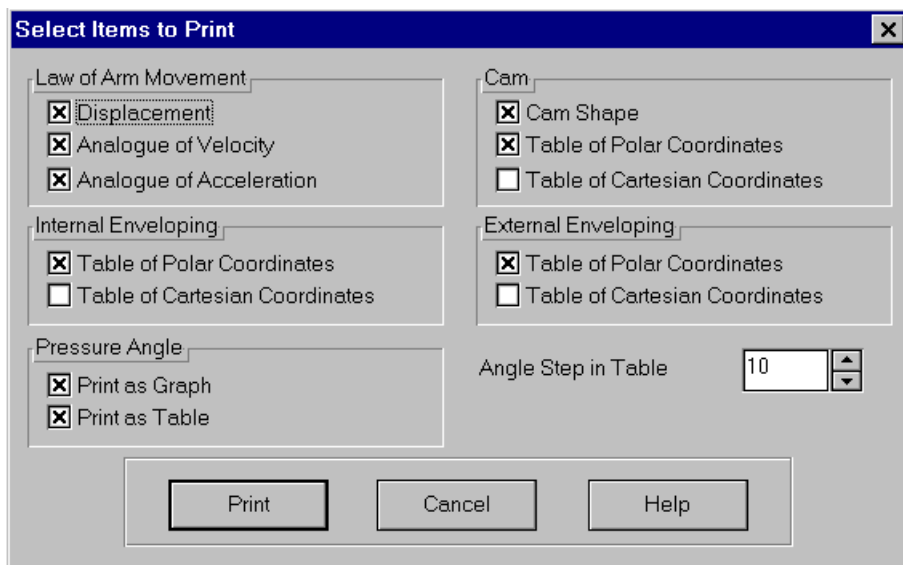 Select Items to Print
Law of Arm Movement
Displacement
Analogue of Velocity
Analogue of Acceleration
Cam
Cam Shape
Table of Polar Coordinates
Table of Cartesian Coordinates
Internal Enveloping
Table of Polar Coordinates
Table of Cartesian Coordinates
External Enveloping
Table of Polar Coordinates
Table of Cartesian Coordinates
Pressure Angle
Print as Graph
Print as Table
Angle Step in Table 10
Print Cancel Help